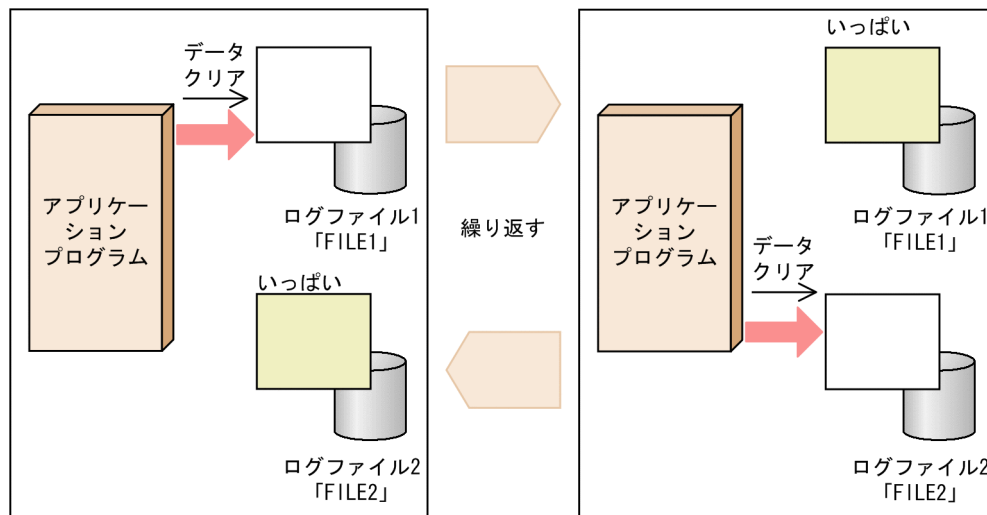 データ
クリア
アプリケー
ション
プログラム
ログファイル1
「FILE1」
いっぱい
ログファイル2
「FILE2」
繰り返す
いっぱい
アプリケー
ション
プログラム
ログファイル1
「FILE1」
データ
クリア
ログファイル2
「FILE2」